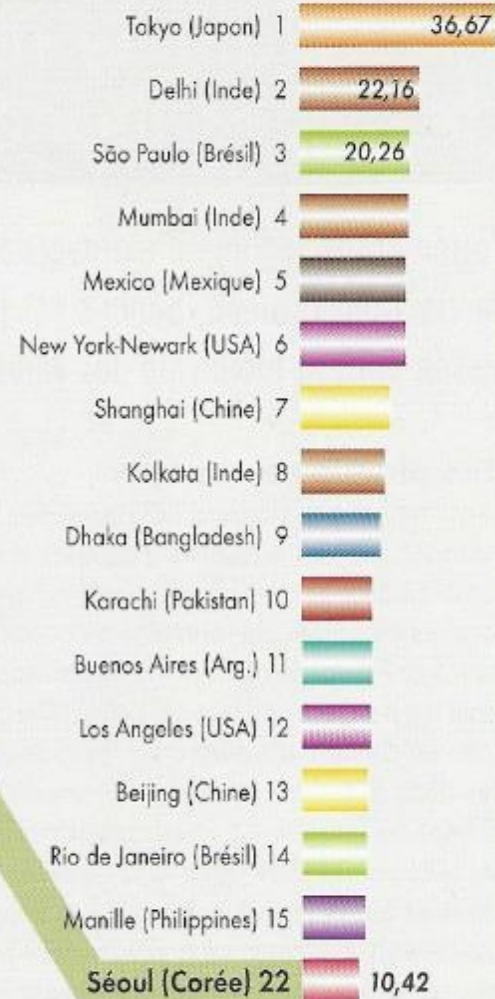 Tokyo (Japon) 1 36,67
Delhi (Inde) 2 22,16
São Paulo (Brésil) 3 20,26
Mumbai (Inde) 4
Mexico (Mexique) 5
New York-Newark (USA) 6
Shanghai (Chine) 7
Kolkata (Inde) 8
Dhaka (Bangladesh) 9
Karachi (Pakistan) 10
Buenos Aires (Arg.) 11
Los Angeles (USA) 12
Beijing (Chine) 13
Rio de Janeiro (Brésil) 14
Manille (Philippines) 15
Séoul (Corée) 22 10,42